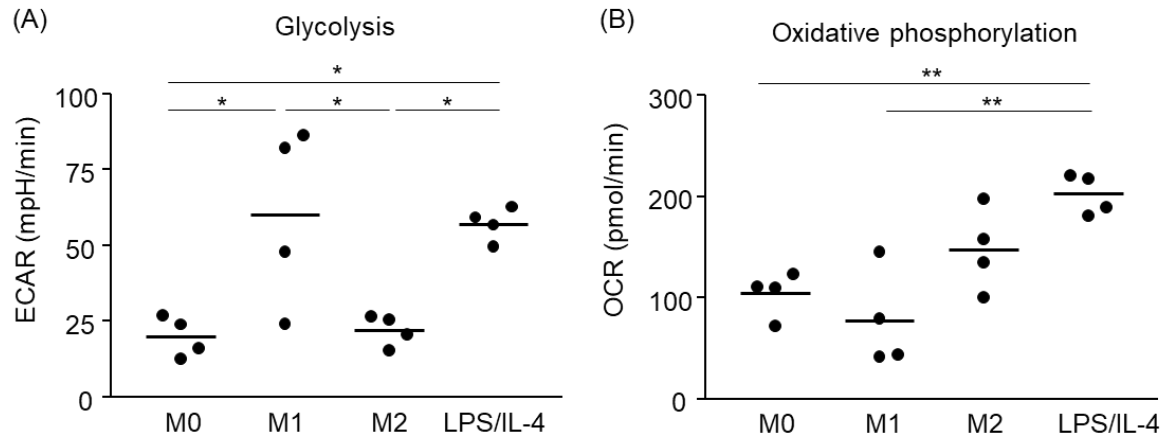 (A)
Glycolysis
*
* * *
ECAR (mpH/min)
100
75
50
25
0
M0 M1 M2 LPS/IL-4
(B)
Oxidative phosphorylation
**
**
OCR (pmol/min)
300
200
100
0
M0 M1 M2 LPS/IL-4